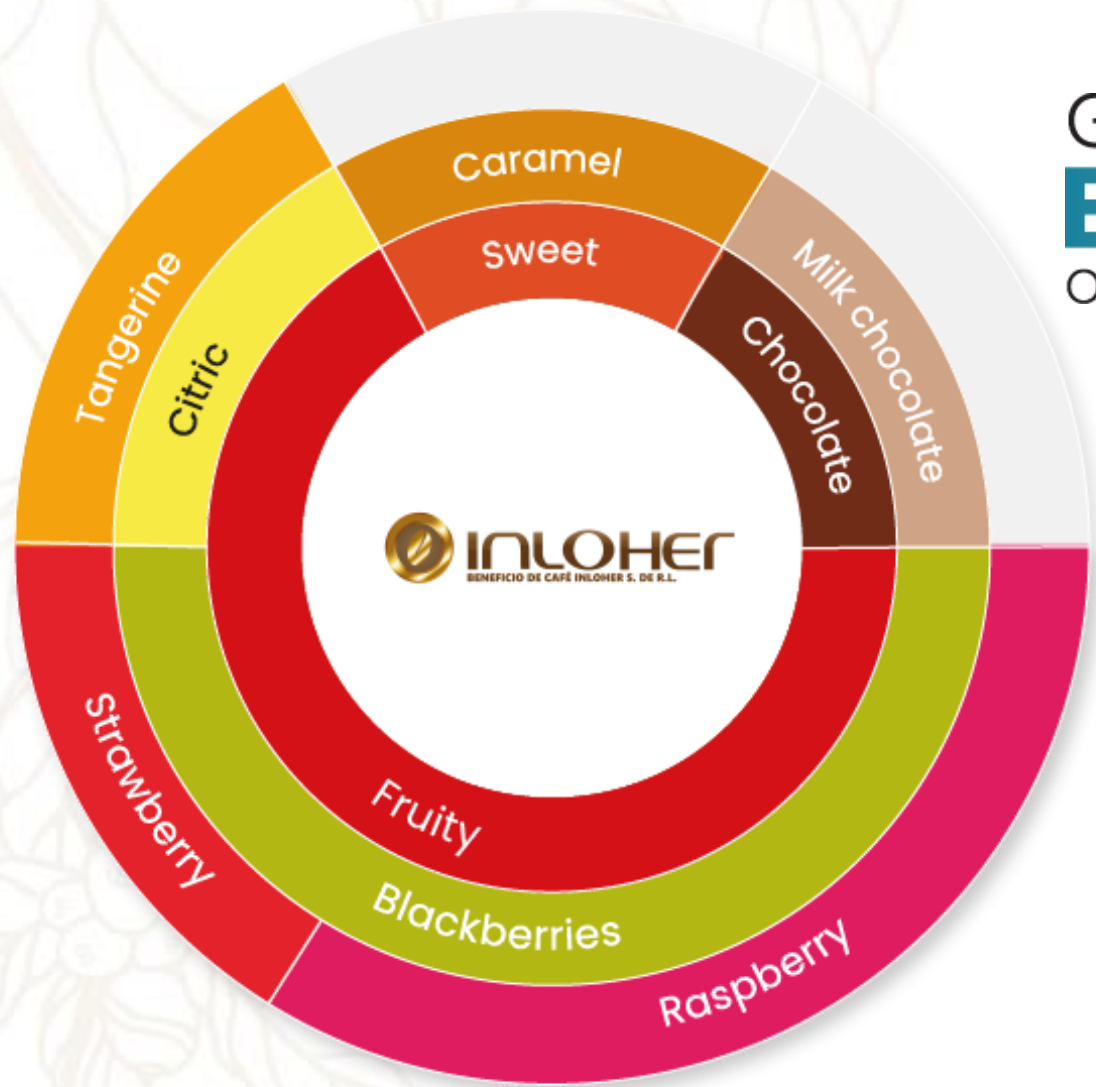 Caramel
Sweet
Milk chocolate
Chocolate
Tangerine
Citric
INLOHER
BENEFICIO DE CAFÉ INLOHER S. DE R.L.
Strawberry
Fruity
Blackberries
Raspberry